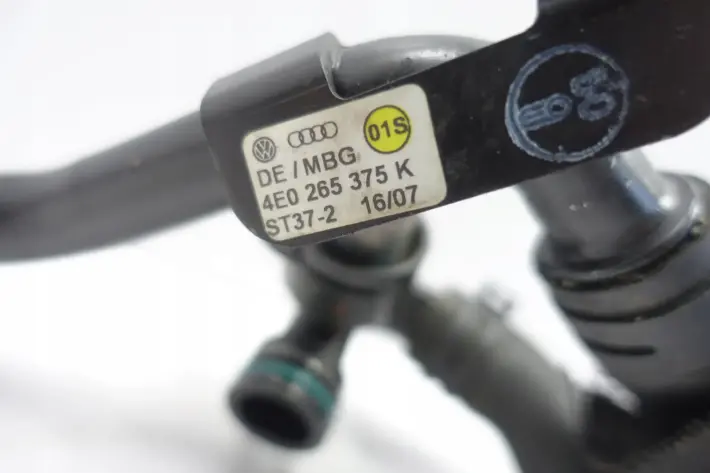 01S
DE / MBG
4E0 265 375 K
ST37-2 16/07